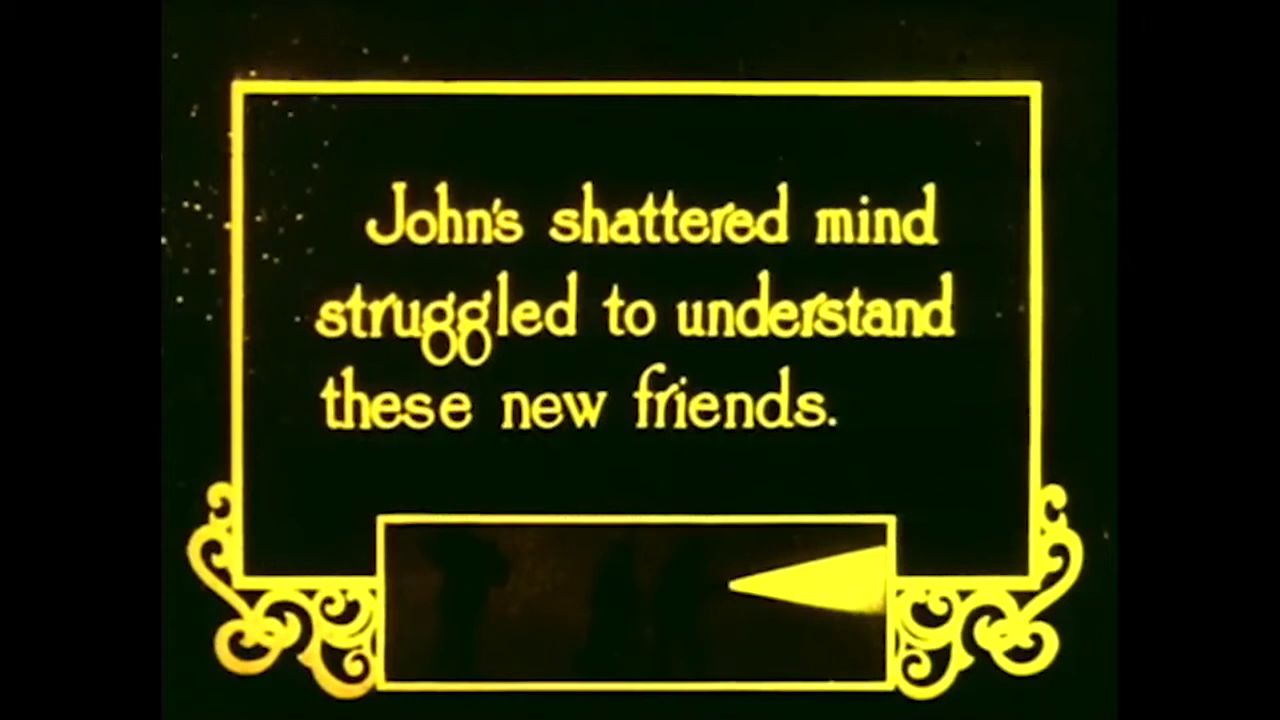 John's shattered mind
struggled to understand
these new friends.